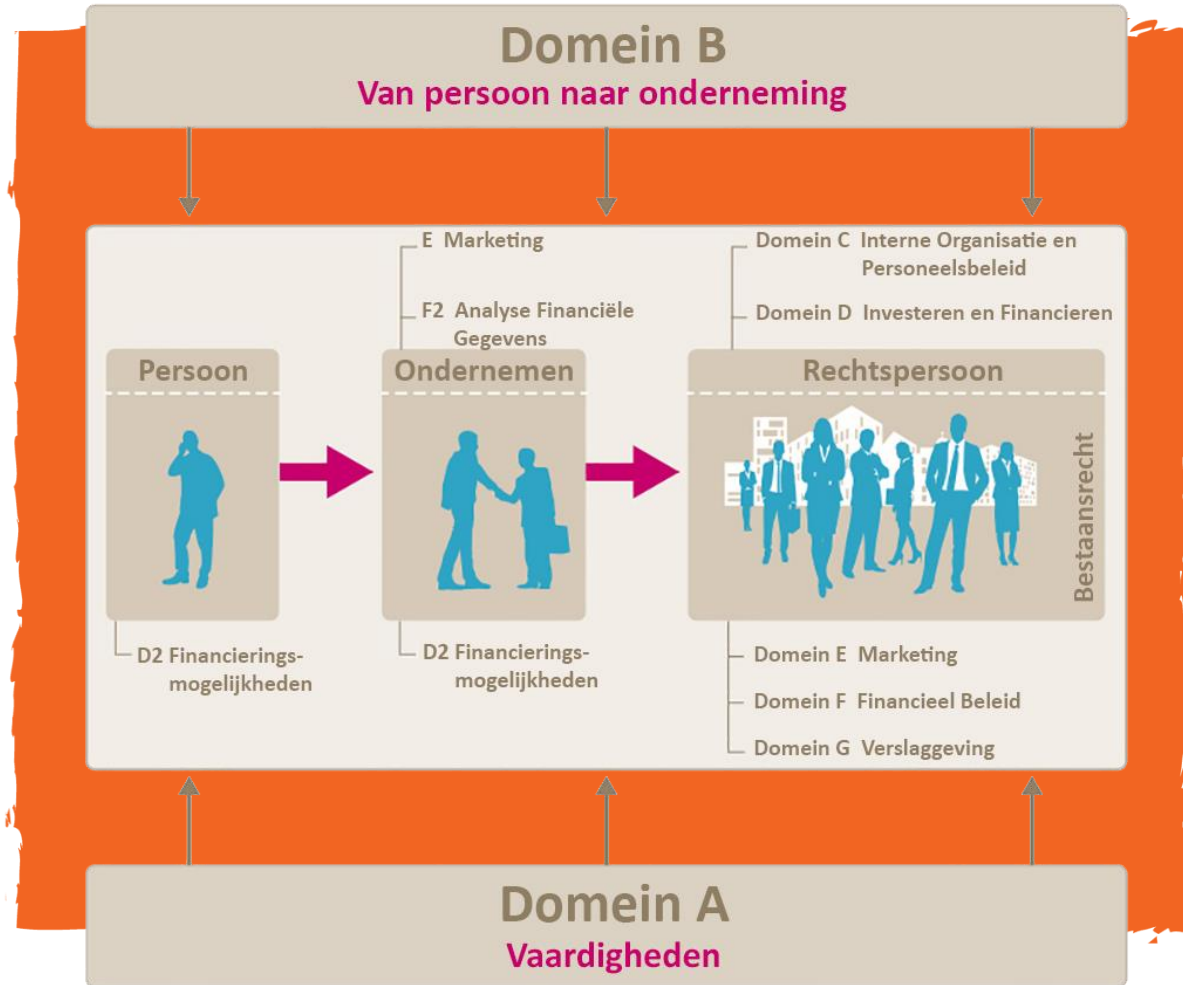 Domein B
Van persoon naar onderneming
E Marketing
F2 Analyse Financiële
Gegevens
Domein C Interne Organisatie en
Personeelsbeleid
Domein D Investeren en Financieren
Persoon
Ondernemen
Rechtspersoon
Bestaansrecht
D2 Financierings-
mogelijkheden
D2 Financierings-
mogelijkheden
Domein E Marketing
Domein F Financieel Beleid
Domein G Verslaggeving
Domein A
Vaardigheden